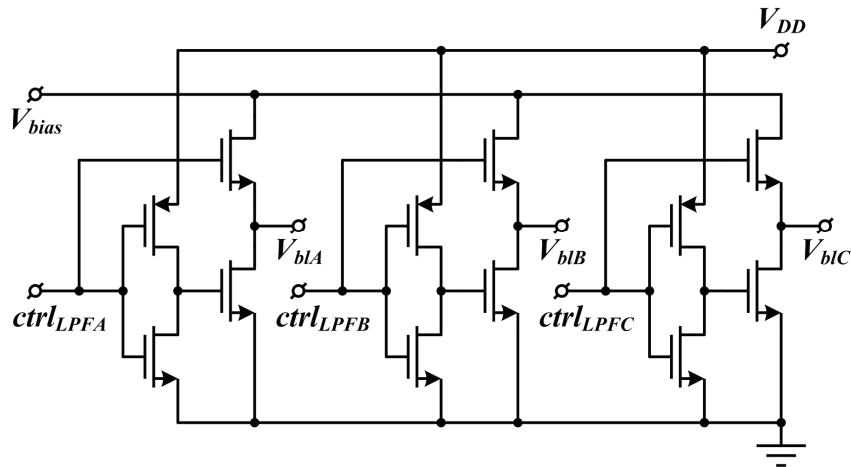 V_DD
V_bias
V_blA
V_blB
V_blC
ctrl_LPFA
ctrl_LPFB
ctrl_LPFC